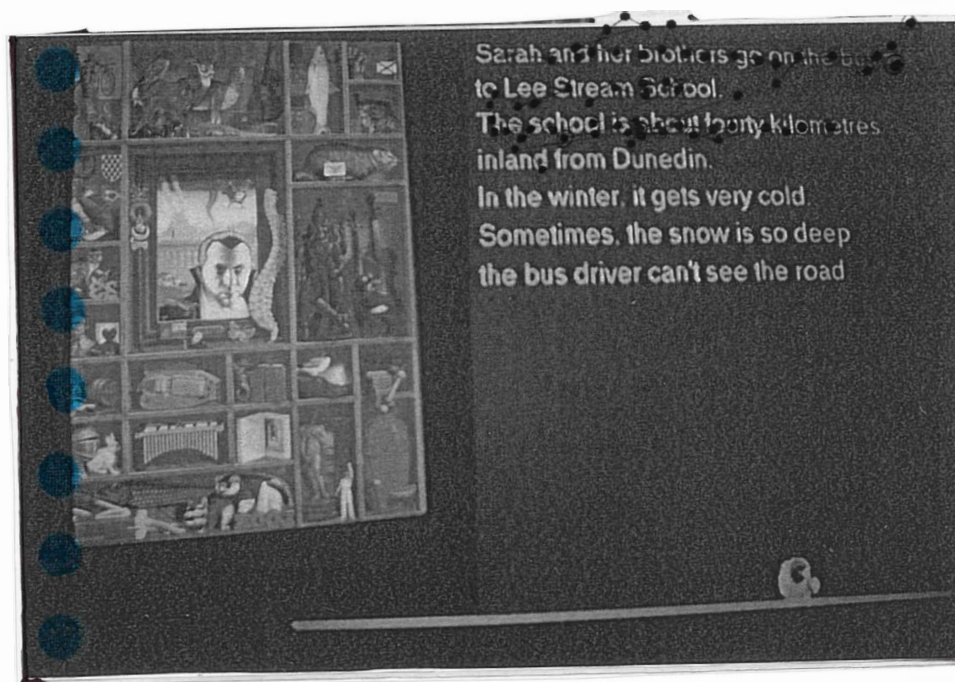 Sarah and her brothers go on the bus
to Lee Stream School.
The school is about fourty kilometres
inland from Dunedin.
In the winter, it gets very cold.
Sometimes, the snow is so deep
the bus driver can't see the road